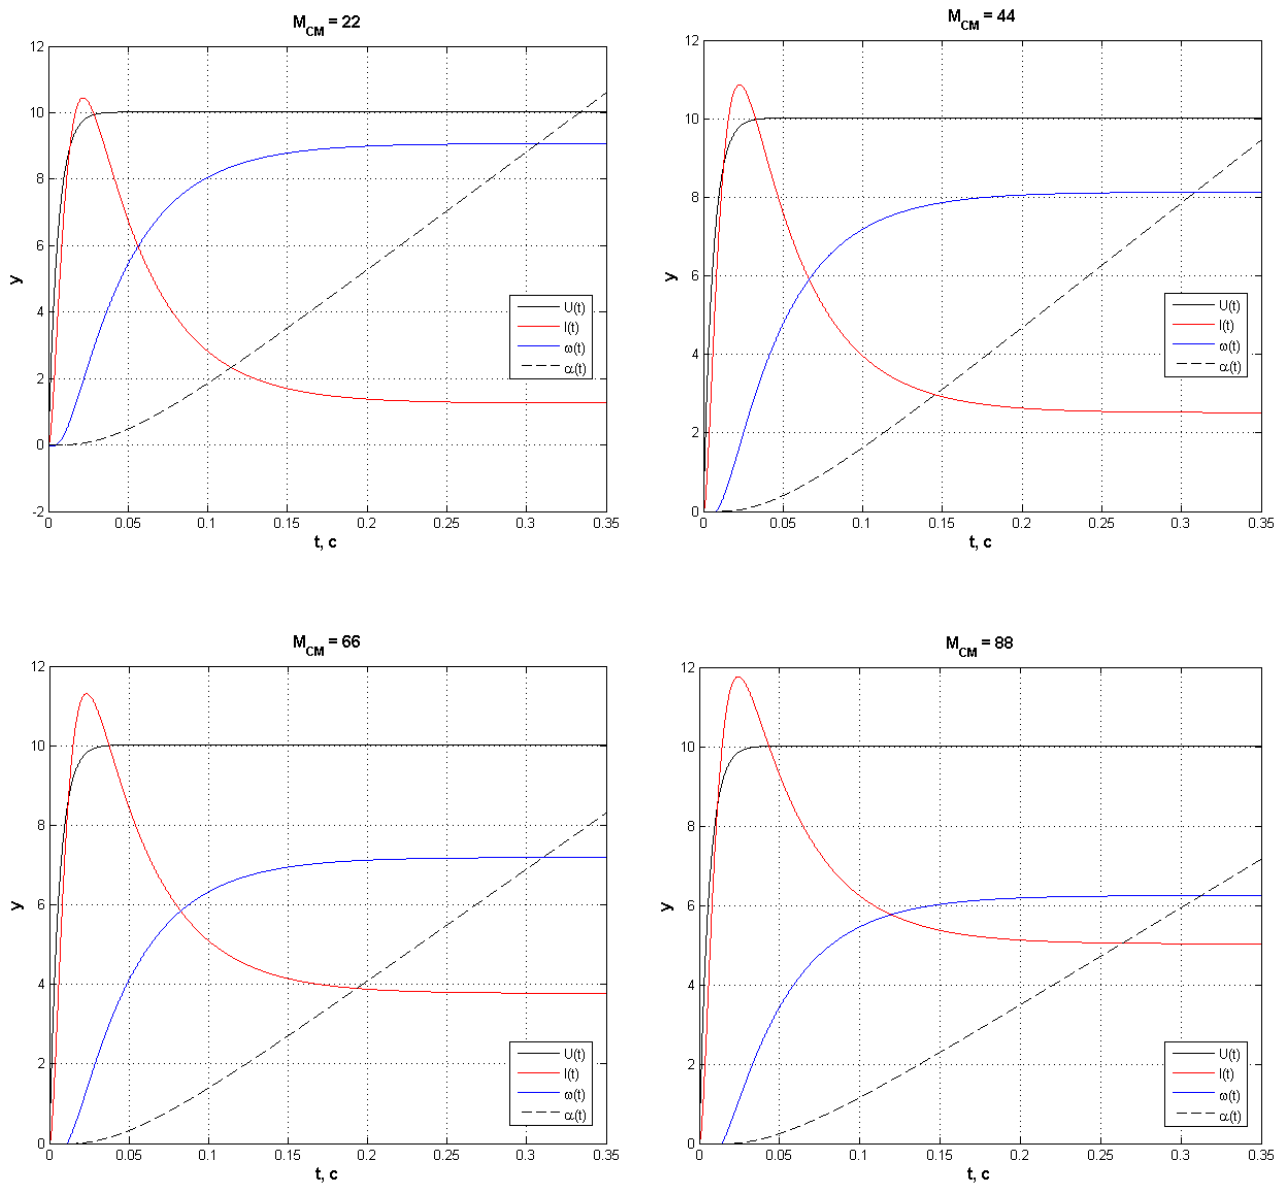 M_CM = 22
12
10
8
6
4
2
0
-2
y
0 0.05 0.1 0.15 0.2 0.25 0.3 0.35
t, c
U(t)
I(t)
ω(t)
α(t)
M_CM = 44
12
10
8
6
4
2
0
y
0 0.05 0.1 0.15 0.2 0.25 0.3 0.35
t, c
U(t)
I(t)
ω(t)
α(t)
M_CM = 66
12
10
8
6
4
2
0
y
0 0.05 0.1 0.15 0.2 0.25 0.3 0.35
t, c
U(t)
I(t)
ω(t)
α(t)
M_CM = 88
12
10
8
6
4
2
0
y
0 0.05 0.1 0.15 0.2 0.25 0.3 0.35
t, c
U(t)
I(t)
ω(t)
α(t)